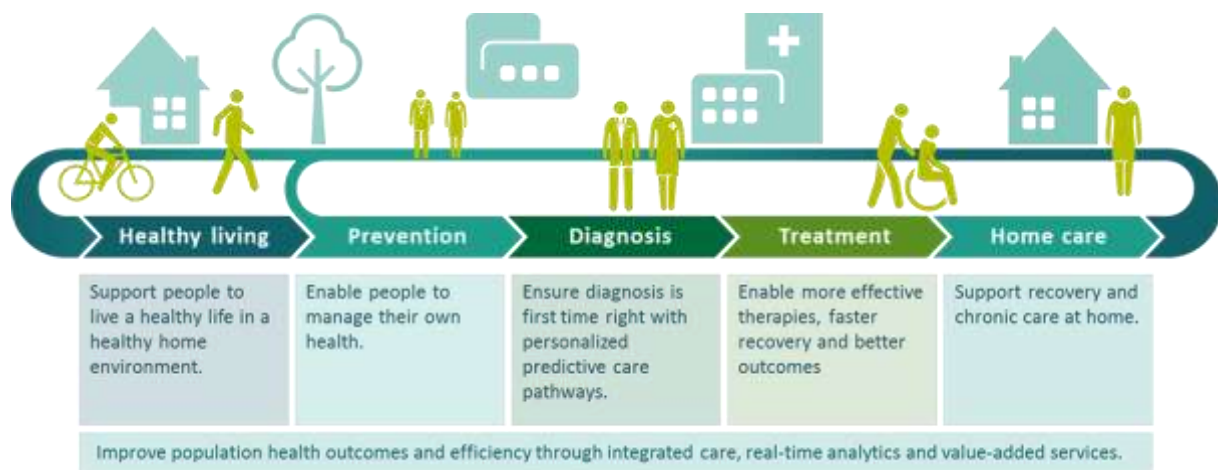 Healthy living
Prevention
Diagnosis
Treatment
Home care
Support people to
live a healthy life in a
healthy home
environment.
Enable people to
manage their own
health.
Ensure diagnosis is
first time right with
personalized
predictive care
pathways.
Enable more effective
therapies, faster
recovery and better
outcomes
Support recovery and
chronic care at home.
Improve population health outcomes and efficiency through integrated care, real-time analytics and value-added services.